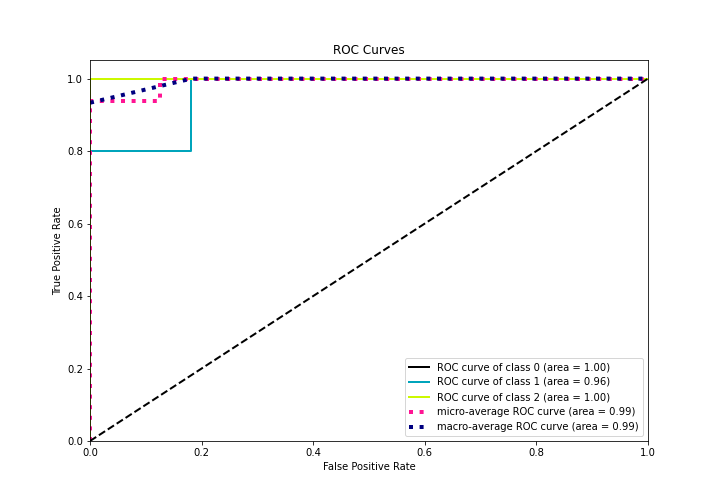 ROC Curves
True Positive Rate
1.0
0.8
0.6
0.4
0.2
0.0
ROC curve of class 0 (area = 1.00)
ROC curve of class 1 (area = 0.96)
ROC curve of class 2 (area = 1.00)
micro-average ROC curve (area = 0.99)
macro-average ROC curve (area = 0.99)
0.0 0.2 0.4 0.6 0.8 1.0
False Positive Rate